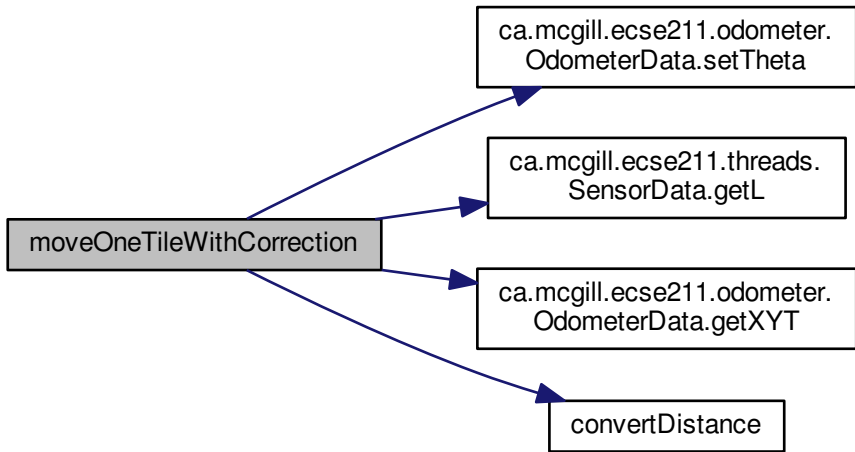 ca.mcgill.ecse211.odometer.
OdometerData.setTheta
ca.mcgill.ecse211.threads.
SensorData.getL
moveOneTileWithCorrection
ca.mcgill.ecse211.odometer.
OdometerData.getXYT
convertDistance